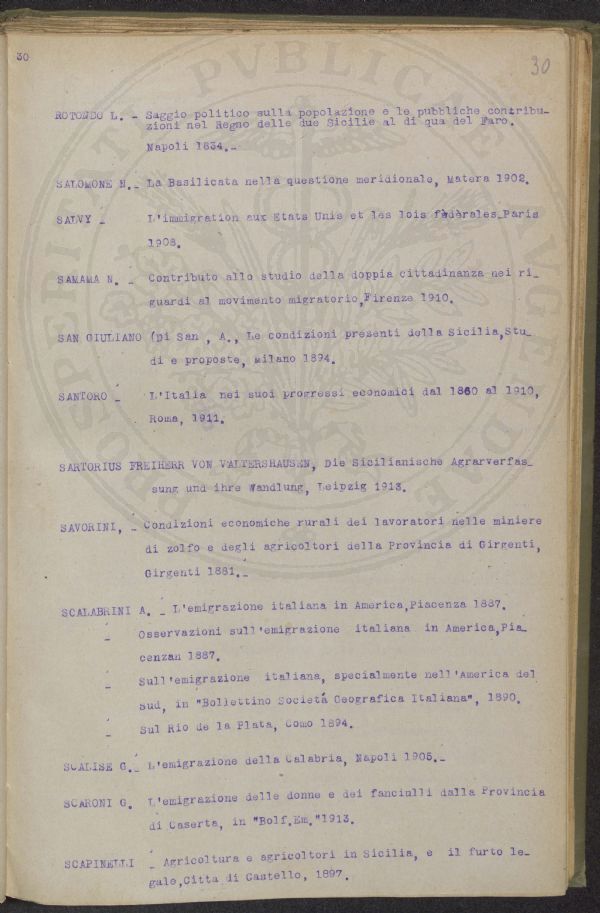 30
30
ROTONDO L. - Saggio politico sulla popolazione e le pubbliche contribu-
zioni nel Regno delle due Sicilie al di qua del Faro.
Napoli 1834.-
SALOMONE N.- La Basilicata nella questione meridionale, Matera 1902.
SALVY - L'immigration aux Etats Unis et les lois fèdèrales-Paris
1908.
SAMAMA N. - Contributo allo studio della doppia cittadinanza nei ri-
guardi al movimento migratorio,Firenze 1910.
SAN GIULIANO (Di San , A., Le condizioni presenti della Sicilia,Stu-
di e proposte, Milano 1894.
SANTORO - L'Italia nei suoi progressi economici dal 1860 al 1910,
Roma, 1911.
SARTORIUS FREIHERR VON WALTERSHAUSEN, Die Sicilianische Agrarverfas-
sung und ihre Wandlung, Leipzig 1913.
SAVORINI, - Condizioni economiche rurali dei lavoratori nelle miniere
di zolfo e degli agricoltori della Provincia di Girgenti,
Girgenti 1881.-
SCALABRINI A. - L'emigrazione italiana in America,Piacenza 1887.
- Osservazioni sull'emigrazione italiana in America,Pia-
cenzan 1887.
- Sull'emigrazione italiana, specialmente nell'America del
Sud, in "Bollettino Societá Geografica Italiana", 1890.
- Sul Rio de la Plata, Como 1894.
SCALISE G.- L'emigrazione della Calabria, Napoli 1905.-
SCARONI G. L'emigrazione delle donne e dei fanciulli dalla Provincia
di Caserta, in "Bolf.Em."1913.
SCAPINELLI - Agricoltura e agricoltori in Sicilia, e il furto le-
gale,Citta di Castello, 1897.